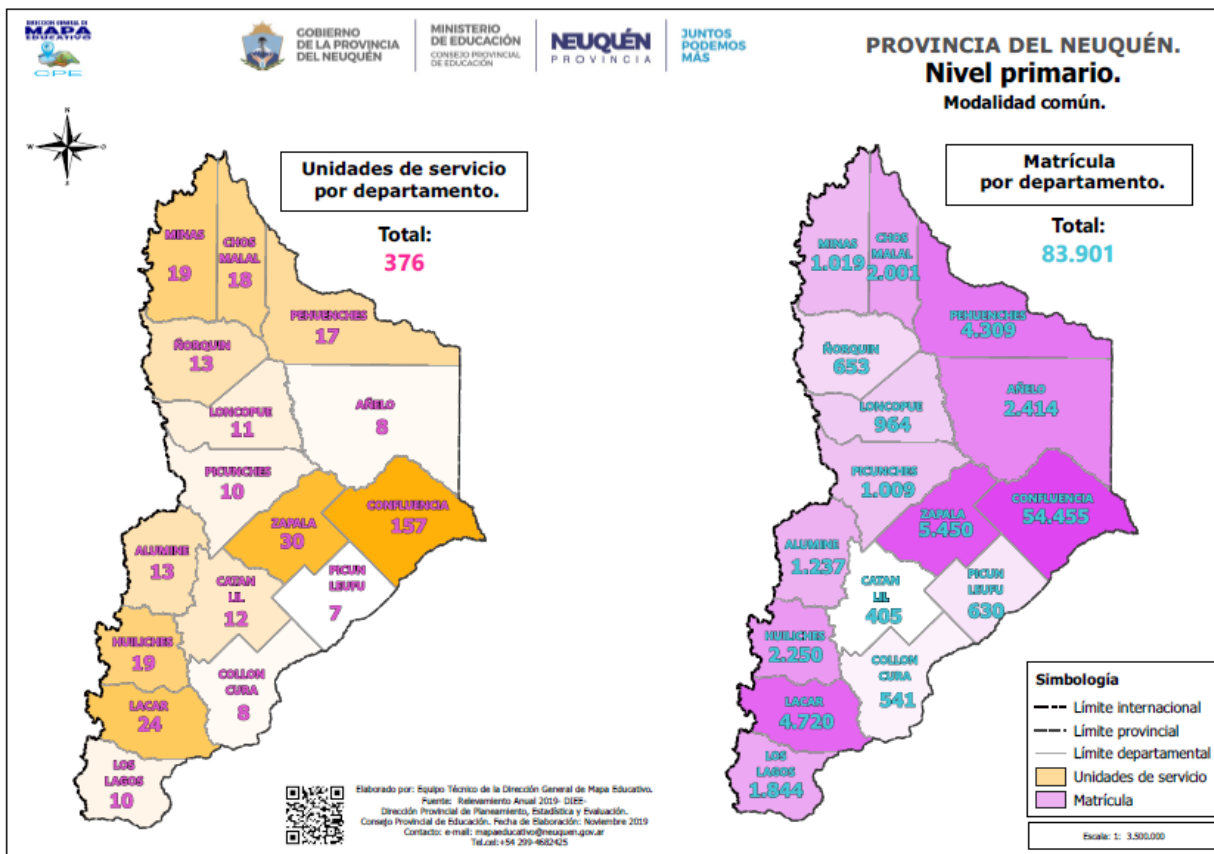 DIRECCION GENERAL DE
MAPA
EDUCATIVO
CPE
GOBIERNO
DE LA PROVINCIA
DEL NEUQUÉN
MINISTERIO
DE EDUCACIÓN
CONSEJO PROVINCIAL
DE EDUCACIÓN
NEUQUÉN
PROVINCIA
JUNTOS
PODEMOS
MÁS
PROVINCIA DEL NEUQUÉN.
Nivel primario.
Modalidad común.
N
W
O
S
Unidades de servicio
por departamento.
Total:
376
MINAS
19
CHOS
MALAL
18
PEHUENCHES
17
ÑORQUIN
13
LONCOPUE
11
AÑELO
8
PICUNCHES
10
ZAPALA
30
CONFLUENCIA
157
ALUMINE
13
CATAN
LIL
12
PICUN
LEUFU
7
HUILICHES
19
COLLON
CURA
8
LACAR
24
LOS
LAGOS
10
Matrícula
por departamento.
Total:
83.901
MINAS
1.019
CHOS
MALAL
2.001
PEHUENCHES
4.309
ÑORQUIN
653
LONCOPUE
964
AÑELO
2.414
PICUNCHES
1.009
ZAPALA
5.450
CONFLUENCIA
54.455
ALUMINE
1.237
CATAN
LIL
405
PICUN
LEUFU
630
HUILICHES
2.250
COLLON
CURA
541
LACAR
4.720
LOS
LAGOS
1.844
Simbología
Límite internacional
Límite provincial
Límite departamental
Unidades de servicio
Matrícula
Escala: 1: 3.500.000
Elaborado por: Equipo Técnico de la Dirección General de Mapa Educativo.
Fuente: Relevamiento Anual 2019- DIEE-
Dirección Provincial de Planeamiento, Estadística y Evaluación.
Consejo Provincial de Educación. Fecha de Elaboración: Noviembre 2019
Contacto: e-mail: mapaeducativo@neuquen.gov.ar
Tel.cel:+54 299-4682425